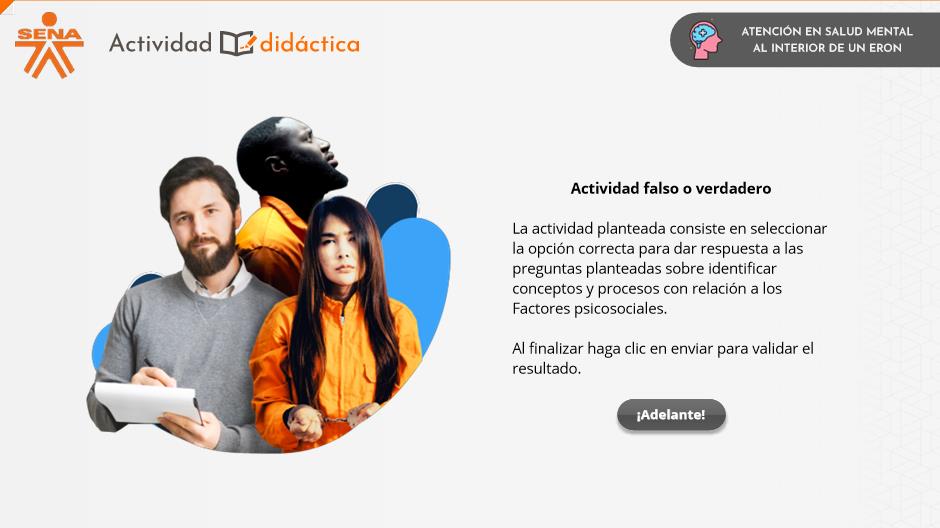 SENA
Actividad didáctica
ATENCIÓN EN SALUD MENTAL
AL INTERIOR DE UN ERON
Actividad falso o verdadero
La actividad planteada consiste en seleccionar
la opción correcta para dar respuesta a las
preguntas planteadas sobre identificar
conceptos y procesos con relación a los
Factores psicosociales.
Al finalizar haga clic en enviar para validar el
resultado.
¡Adelante!